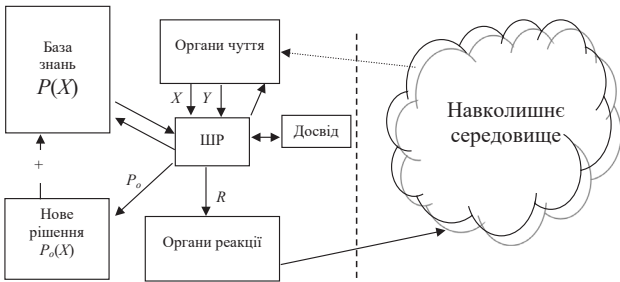 База
знань
P(X)
Органи чуття
X
Y
ШР
Досвід
Навколишнє
середовище
+
Pₒ
R
Нове
рішення
Pₒ(X)
Органи реакції